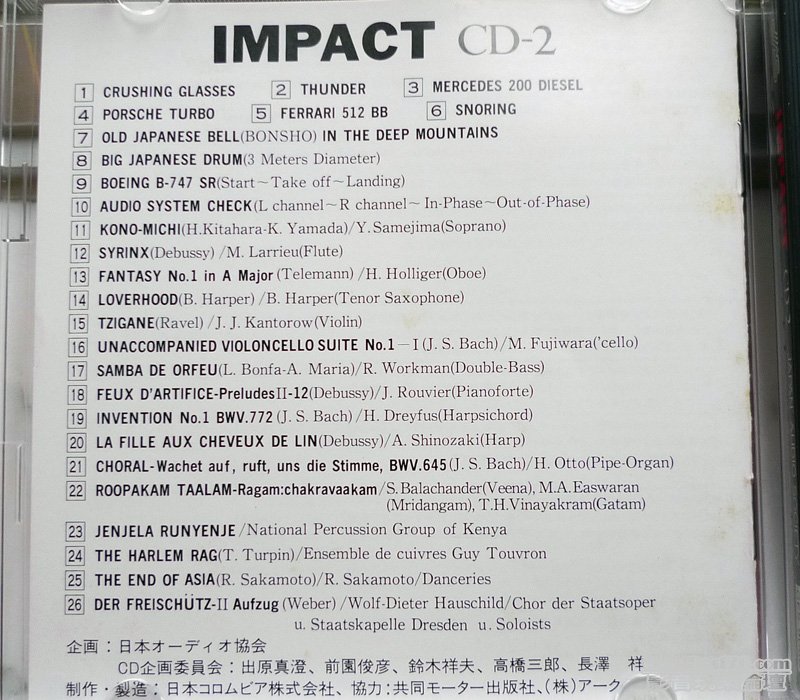 IMPACT CD-2
1 CRUSHING GLASSES 2 THUNDER 3 MERCEDES 200 DIESEL
4 PORSCHE TURBO 5 FERRARI 512 BB 6 SNORING
7 OLD JAPANESE BELL(BONSHO) IN THE DEEP MOUNTAINS
8 BIG JAPANESE DRUM(3 Meters Diameter)
9 BOEING B-747 SR(Start~Take off~Landing)
10 AUDIO SYSTEM CHECK(L channel~R channel~In-Phase~Out-of-Phase)
11 KONO-MICHI(H.Kitahara-K. Yamada)/Y.Samejima(Soprano)
12 SYRINX(Debussy)/M. Larrieu(Flute)
13 FANTASY No.1 in A Major(Telemann)/H. Holliger(Oboe)
14 LOVERHOOD(B. Harper)/B. Harper(Tenor Saxophone)
15 TZIGANE(Ravel)/J. J. Kantorow(Violin)
16 UNACCOMPANIED VIOLONCELLO SUITE No.1-I(J. S. Bach)/M. Fujiwara('cello)
17 SAMBA DE ORFEU(L. Bonfa-A. Maria)/R. Workman(Double-Bass)
18 FEUX D'ARTIFICE-PreludesII-12(Debussy)/J. Rouvier(Pianoforte)
19 INVENTION No.1 BWV.772(J. S. Bach)/H. Dreyfus(Harpsichord)
20 LA FILLE AUX CHEVEUX DE LIN(Debussy)/A. Shinozaki(Harp)
21 CHORAL-Wachet auf, ruft, uns die Stimme, BWV.645(J. S. Bach)/H. Otto(Pipe-Organ)
22 ROOPAKAM TAALAM-Ragam:chakravaakam/S. Balachander(Veena), M.A.Easwaran
(Mridangam), T.H.Vinayakram(Gatam)
23 JENJELA RUNYENJE/National Percussion Group of Kenya
24 THE HARLEM RAG(T. Turpin)/Ensemble de cuivres Guy Touvron
25 THE END OF ASIA(R. Sakamoto)/R. Sakamoto/Danceries
26 DER FREISCHÜTZ-II Aufzug(Weber)/Wolf-Dieter Hauschild/Chor der Staatsoper
u. Staatskapelle Dresden u. Soloists
企画:日本オーディオ協会
CD企画委員会:出原真澄、前園俊彦、鈴木祥夫、高橋三郎、長澤 祥
制作・製造:日本コロムビア株式会社、協力:共同モーター出版社、(株)アーク